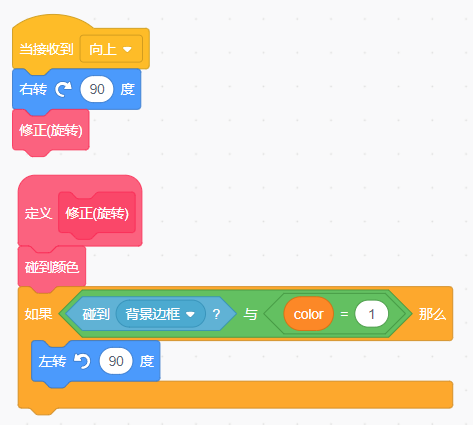 当接收到 向上
右转 90 度
修正(旋转)
定义 修正(旋转)
碰到颜色
如果 碰到 背景边框 ? 与 color = 1 那么
左转 90 度